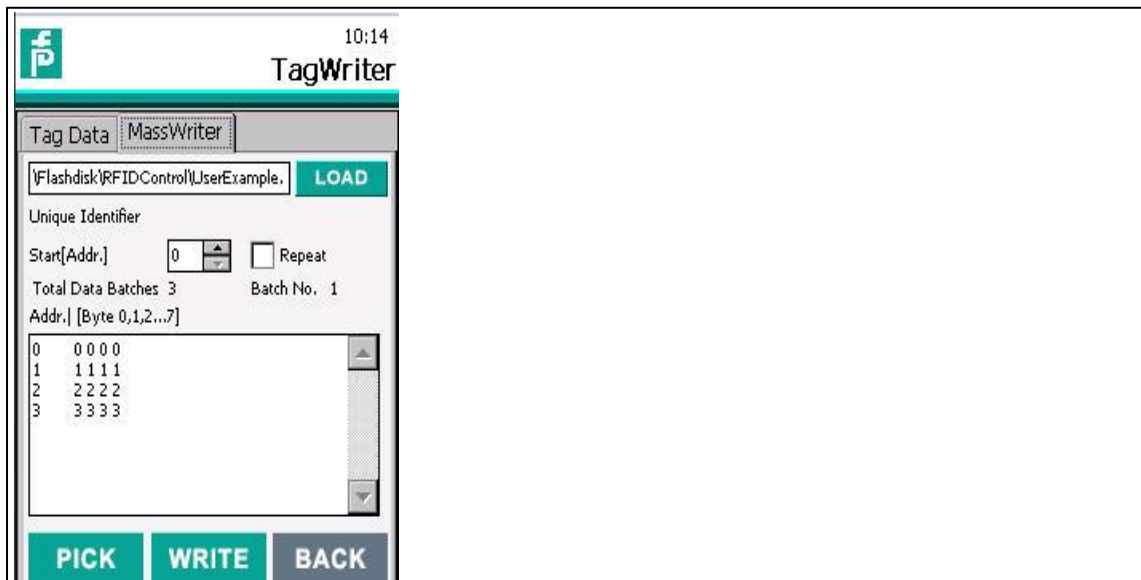 10:14
TagWriter
Tag Data MassWriter
\Flashdisk\RFIDControl\UserExample. LOAD
Unique Identifier
Start[Addr.] 0 Repeat
Total Data Batches 3 Batch No. 1
Addr.| [Byte 0,1,2...7]
0 0 0 0 0
1 1 1 1 1
2 2 2 2 2
3 3 3 3 3
PICK WRITE BACK